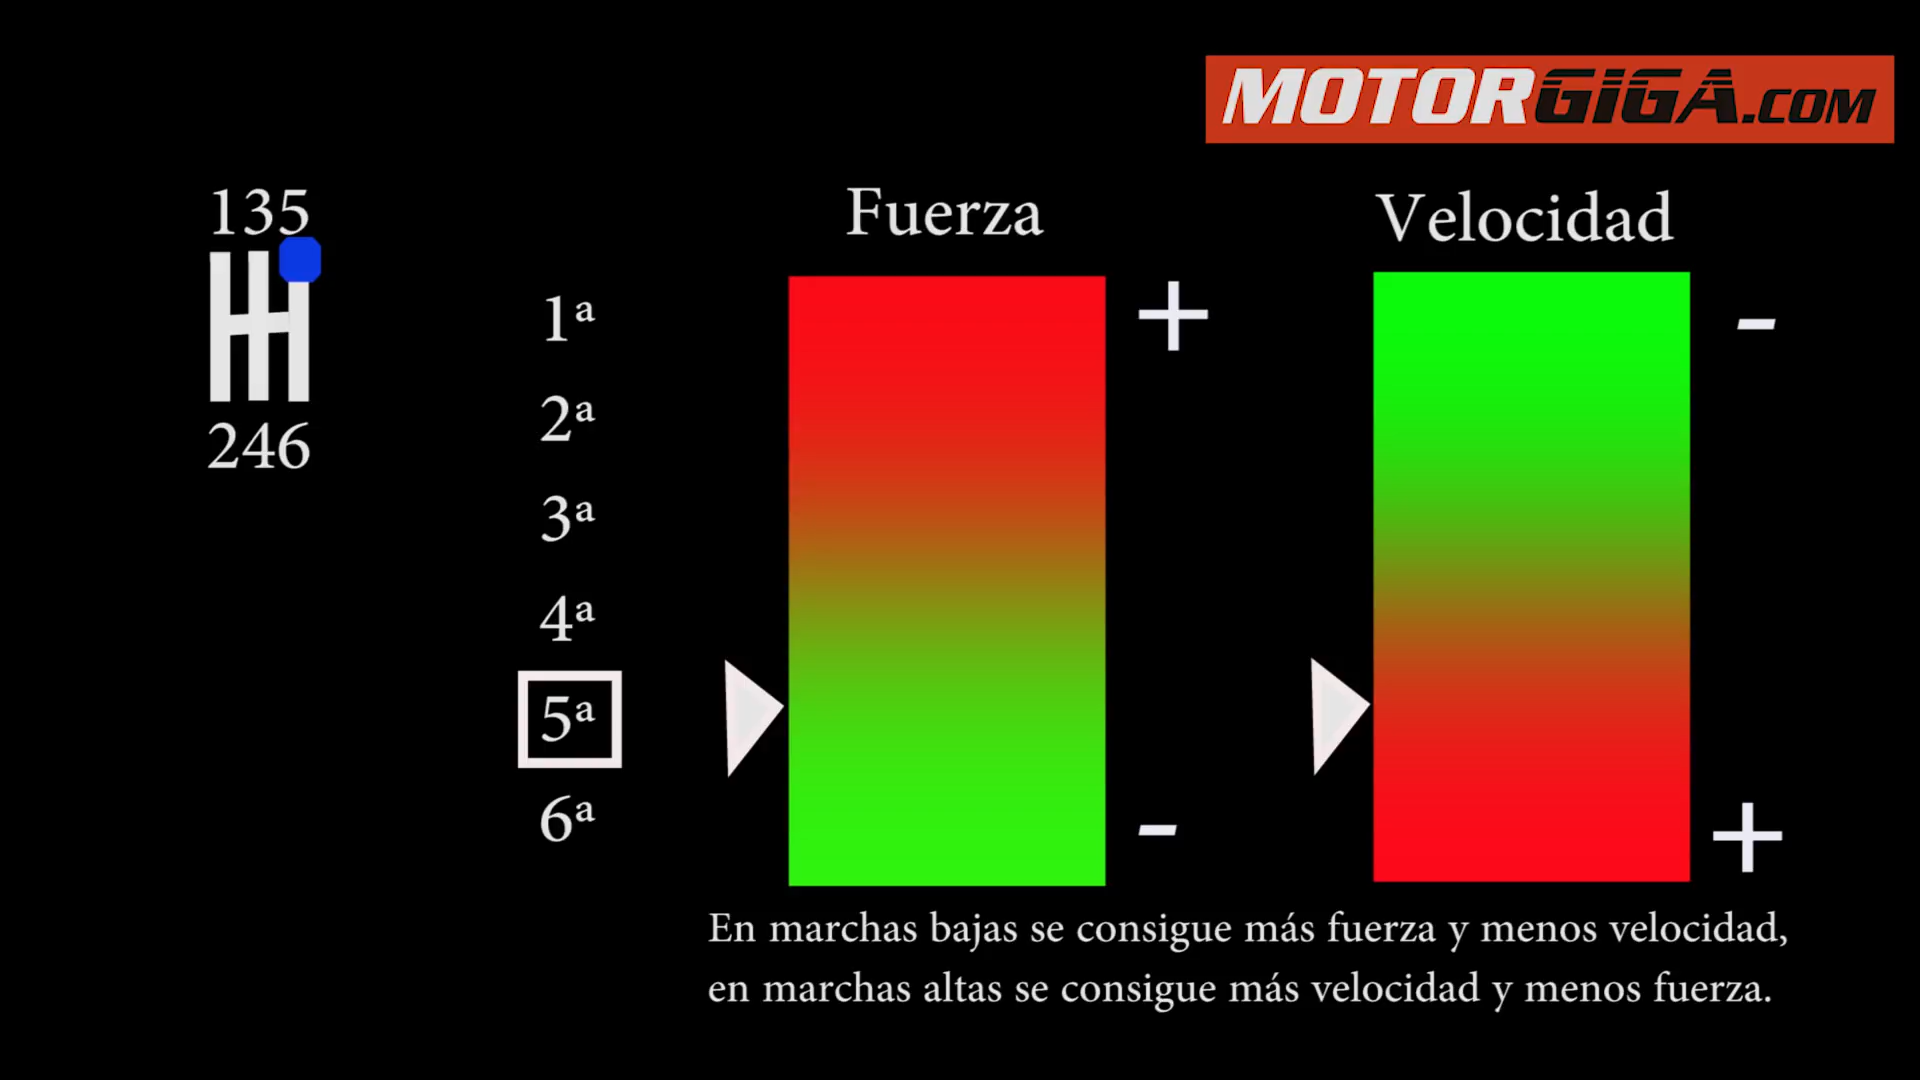 MOTORGIGA.COM
135
246
Fuerza
Velocidad
1ª
2ª
3ª
4ª
5ª
6ª
+
-
-
+
En marchas bajas se consigue más fuerza y menos velocidad,
en marchas altas se consigue más velocidad y menos fuerza.